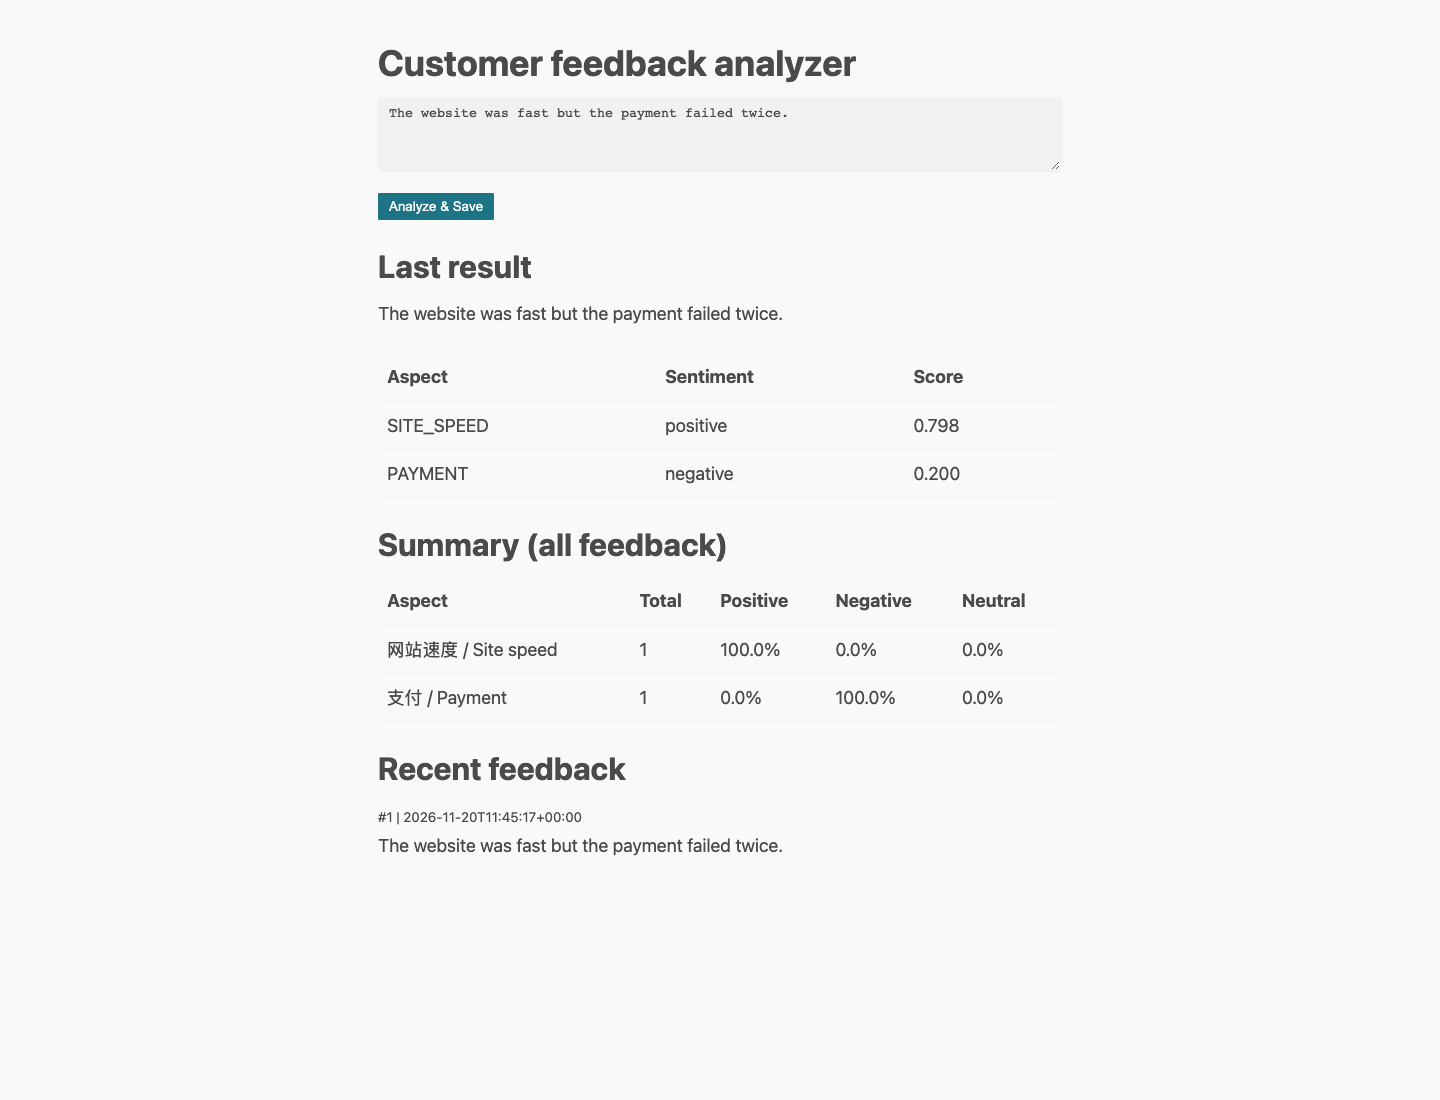 Customer feedback analyzer
The website was fast but the payment failed twice.
Analyze & Save
Last result
The website was fast but the payment failed twice.
Aspect Sentiment Score
SITE_SPEED positive 0.798
PAYMENT negative 0.200
Summary (all feedback)
Aspect Total Positive Negative Neutral
网站速度 / Site speed 1 100.0% 0.0% 0.0%
支付 / Payment 1 0.0% 100.0% 0.0%
Recent feedback
#1 | 2026-11-20T11:45:17+00:00
The website was fast but the payment failed twice.